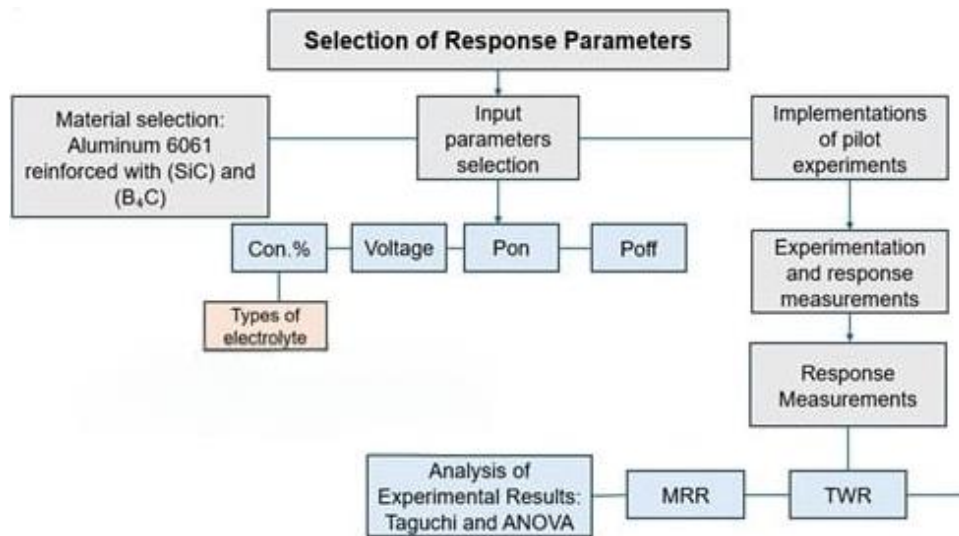 Selection of Response Parameters
Material selection:
Aluminum 6061
reinforced with (SiC) and
(B₄C)
Input
parameters
selection
Implementations
of pilot
experiments
Con.%
Voltage
Pon
Poff
Experimentation
and response
measurements
Types of
electrolyte
Response
Measurements
Analysis of
Experimental Results:
Taguchi and ANOVA
MRR
TWR